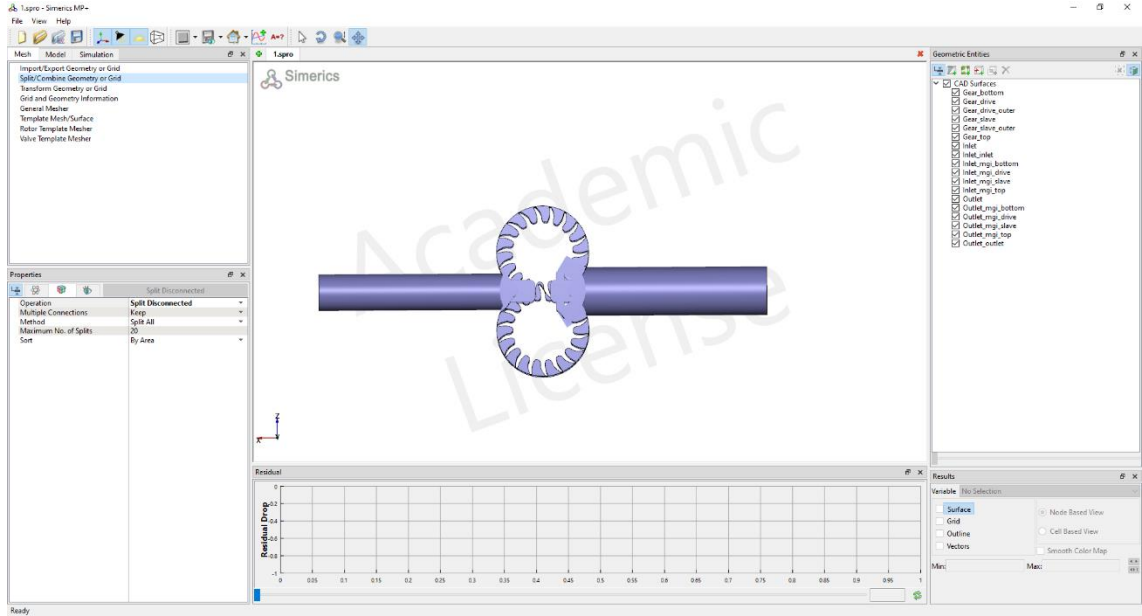 1.spro - Simerics MP+
File View Help
A=?
Mesh Model Simulation
Import/Export Geometry or Grid
Split/Combine Geometry or Grid
Transform Geometry or Grid
Grid and Geometry Information
General Mesher
Template Mesh/Surface
Rotor Template Mesher
Valve Template Mesher
Properties
Split Disconnected
Operation Split Disconnected
Multiple Connections Keep
Method Split All
Maximum No. of Splits 20
Sort By Area
1.spro
Simerics
Academic
License
Z
X
Residual
Residual Drop
0
-0.2
-0.4
-0.6
-0.8
-1
0 0.05 0.1 0.15 0.2 0.25 0.3 0.35 0.4 0.45 0.5 0.55 0.6 0.65 0.7 0.75 0.8 0.85 0.9 0.95 1
Geometric Entities
CAD Surfaces
Gear_bottom
Gear_drive
Gear_drive_outer
Gear_slave
Gear_slave_outer
Gear_top
Inlet
Inlet_inlet
Inlet_mgi_bottom
Inlet_mgi_drive
Inlet_mgi_slave
Inlet_mgi_top
Outlet
Outlet_mgi_bottom
Outlet_mgi_drive
Outlet_mgi_slave
Outlet_mgi_top
Outlet_outlet
Results
Variable No Selection
Surface
Grid
Outline
Vectors
Node Based View
Cell Based View
Smooth Color Map
Min: Max:
Ready